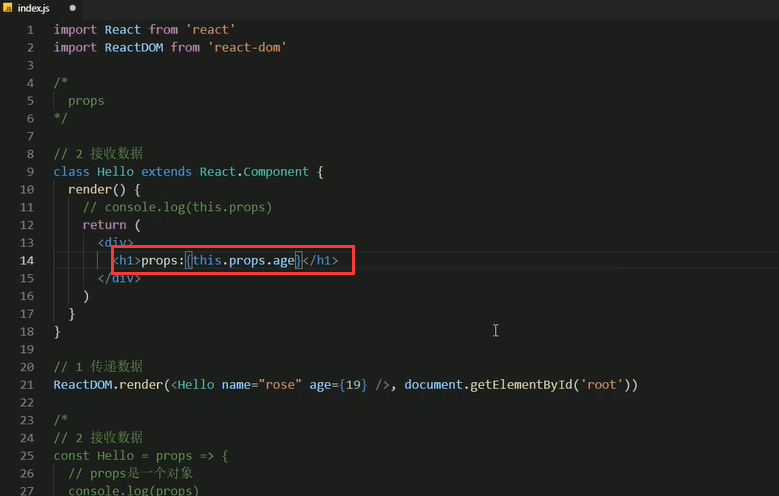 index.js
1 import React from 'react'
2 import ReactDOM from 'react-dom'
3
4 /*
5 props
6 */
7
8 // 2 接收数据
9 class Hello extends React.Component {
10 render() {
11 // console.log(this.props)
12 return (
13 <div>
14 <h1>props:{this.props.age}</h1>
15 </div>
16 )
17 }
18 }
19
20 // 1 传递数据
21 ReactDOM.render(<Hello name="rose" age={19} />, document.getElementById('root'))
22
23 /*
24 // 2 接收数据
25 const Hello = props => {
26 // props是一个对象
27 console.log(props)